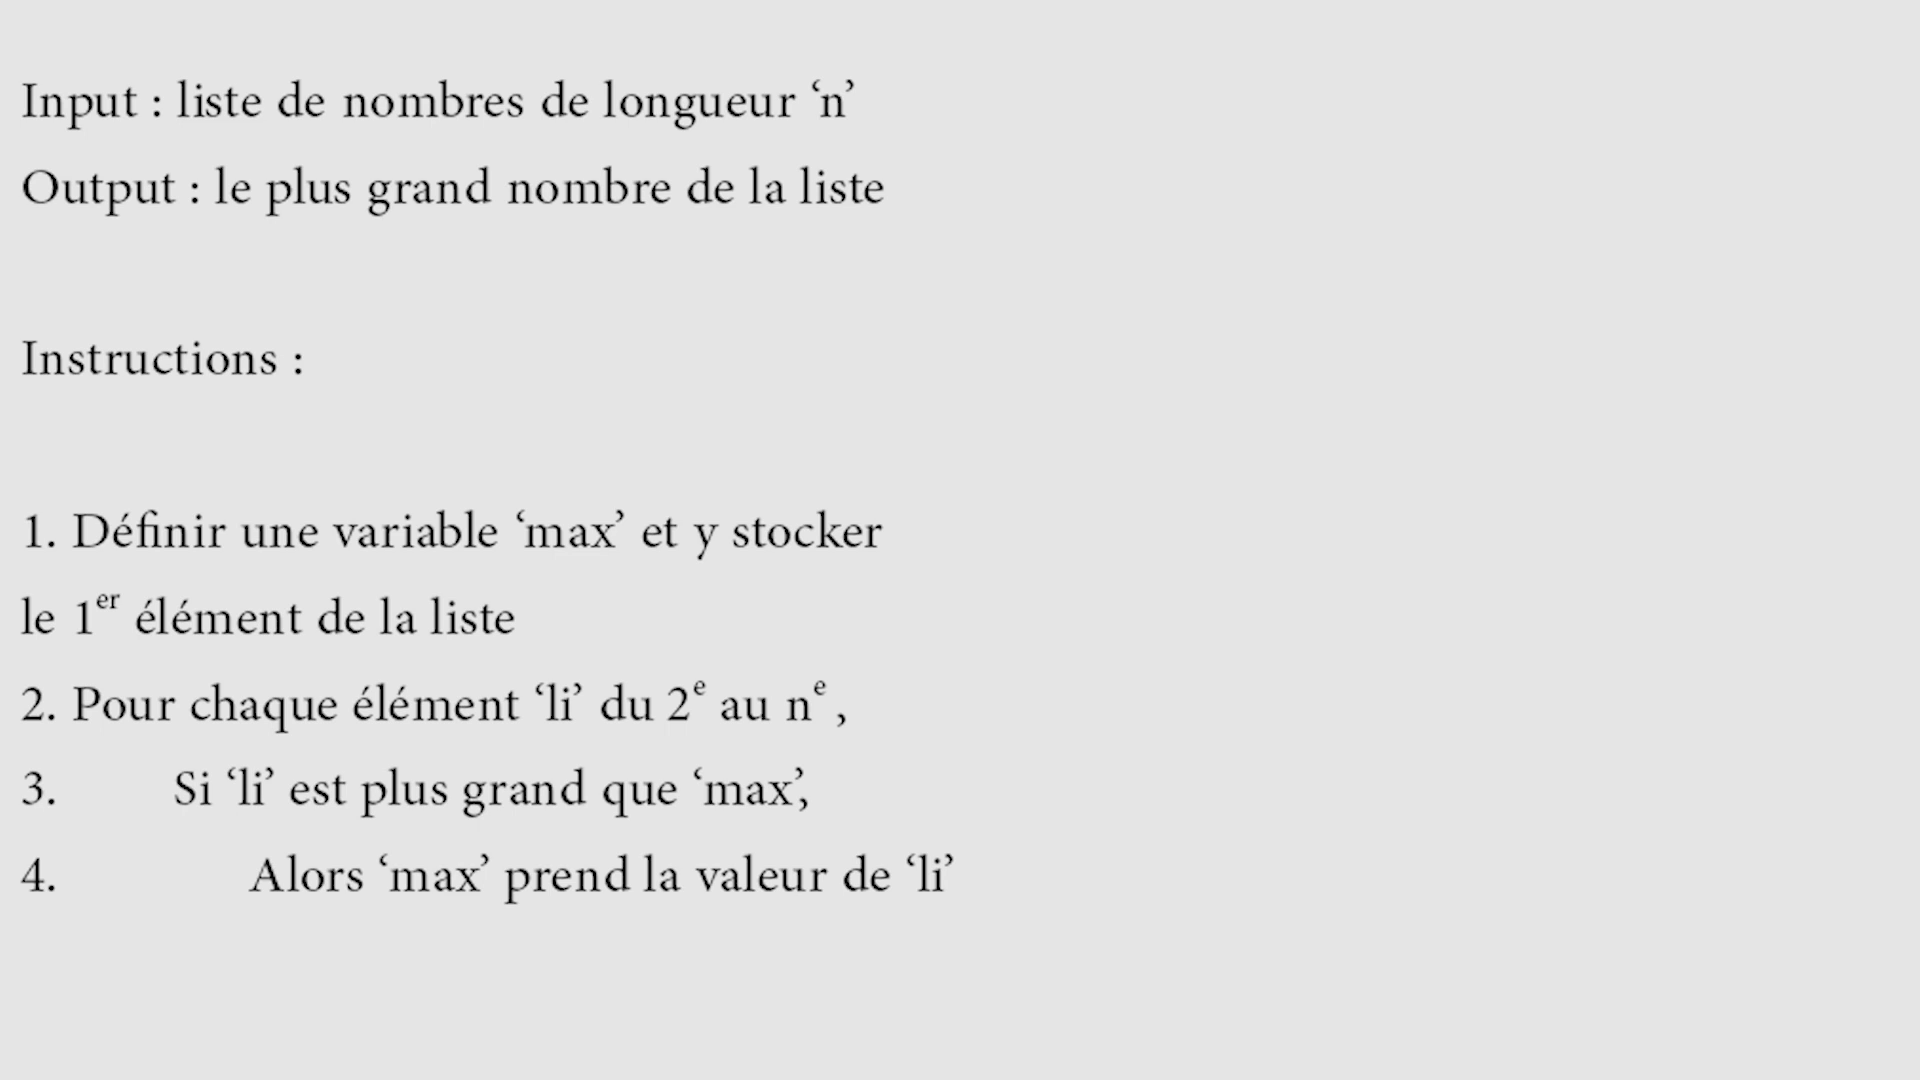 Input : liste de nombres de longueur ‘n’
Output : le plus grand nombre de la liste
Instructions :
1. Définir une variable ‘max’ et y stocker
le 1er élément de la liste
2. Pour chaque élément ‘li’ du 2e au ne ,
3. Si ‘li’ est plus grand que ‘max’,
4. Alors ‘max’ prend la valeur de ‘li’